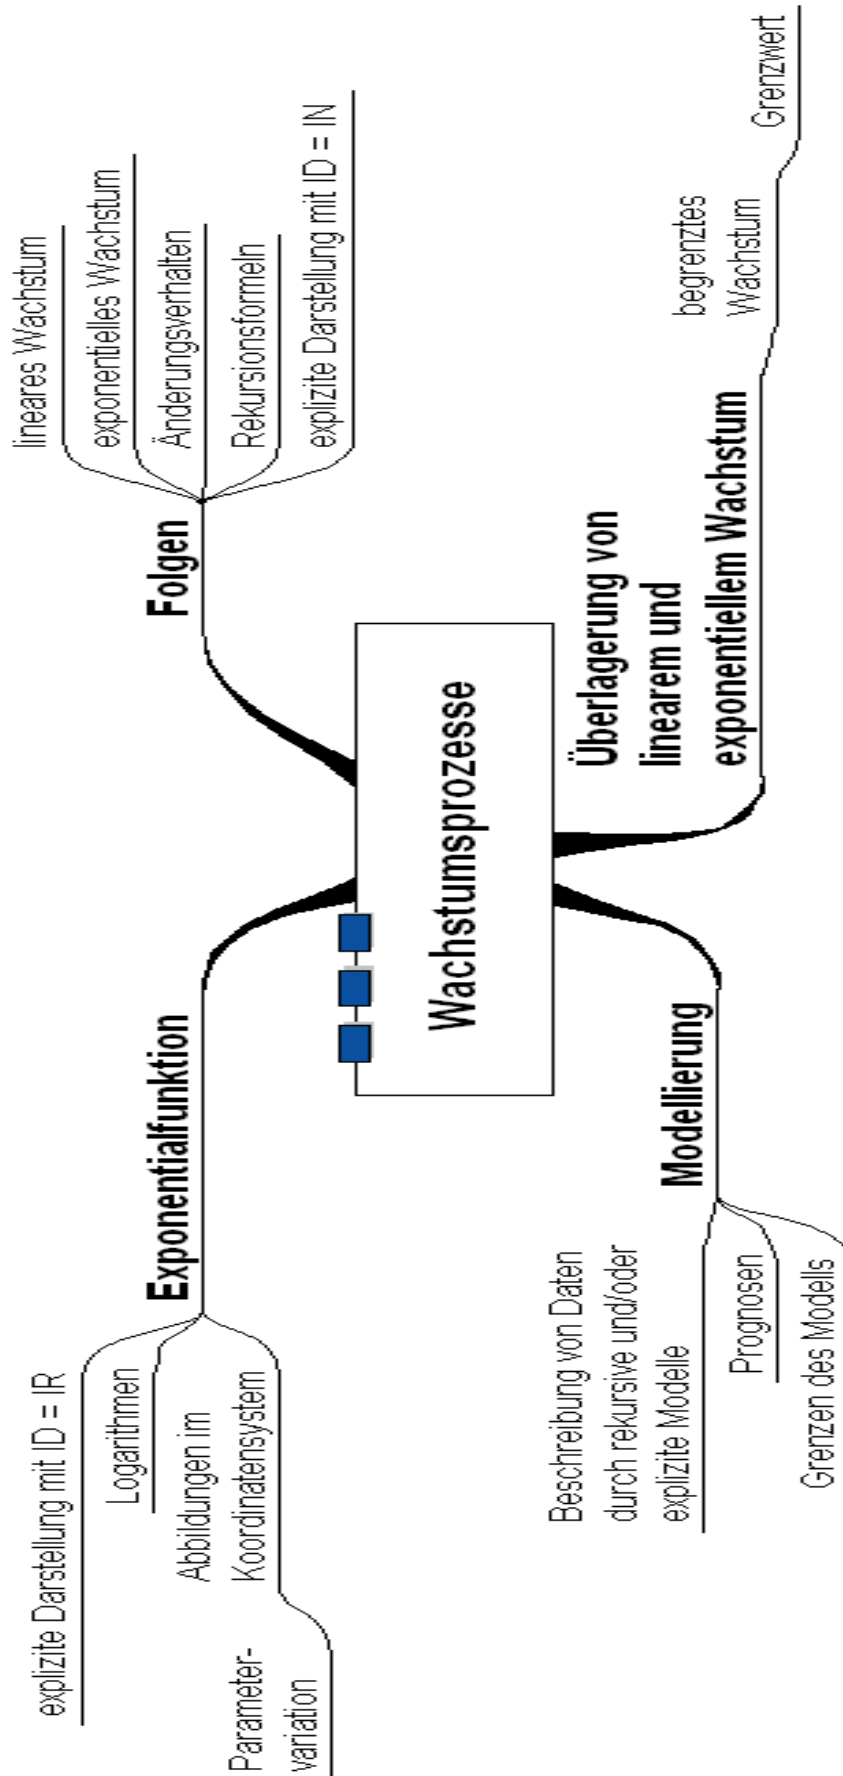 Wachstumsprozesse
Exponentialfunktion
explizite Darstellung mit ID = IR
Logarithmen
Abbildungen im
Koordinatensystem
Parameter-
variation
Folgen
lineares Wachstum
exponentielles Wachstum
Änderungsverhalten
Rekursionsformeln
explizite Darstellung mit ID = IN
Modellierung
Beschreibung von Daten
durch rekursive und/oder
explizite Modelle
Prognosen
Grenzen des Modells
Überlagerung von
linearem und
exponentiellem Wachstum
begrenztes
Wachstum
Grenzwert